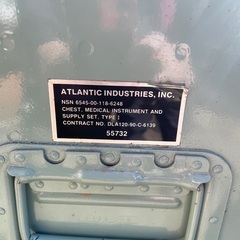 ATLANTIC INDUSTRIES, INC.
NSN 6545-00-118-6248
CHEST, MEDICAL INSTRUMENT AND
SUPPLY SET, TYPE I
CONTRACT NO. DLA120-90-C-8139
55732